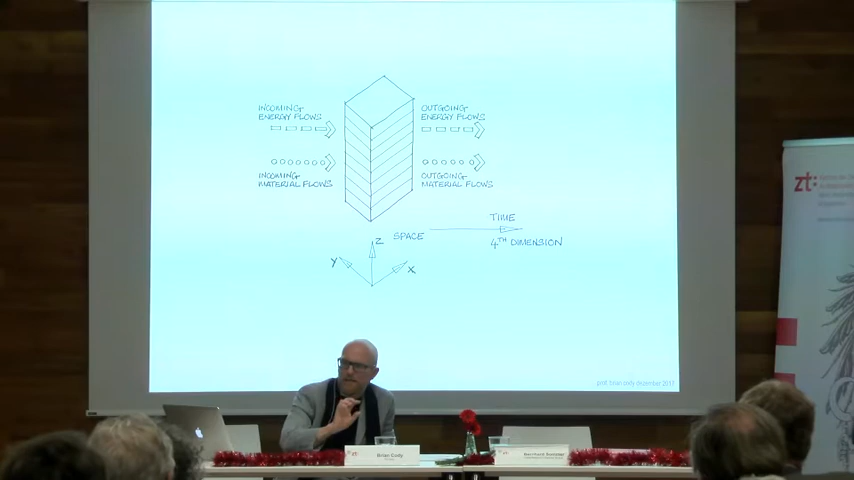 INCOMING
ENERGY FLOWS
OUTGOING
ENERGY FLOWS
INCOMING
MATERIAL FLOWS
OUTGOING
MATERIAL FLOWS
TIME
SPACE
4TH DIMENSION
Z
Y
X
prof. brian cody dezember 2017
zt:
Brian Cody